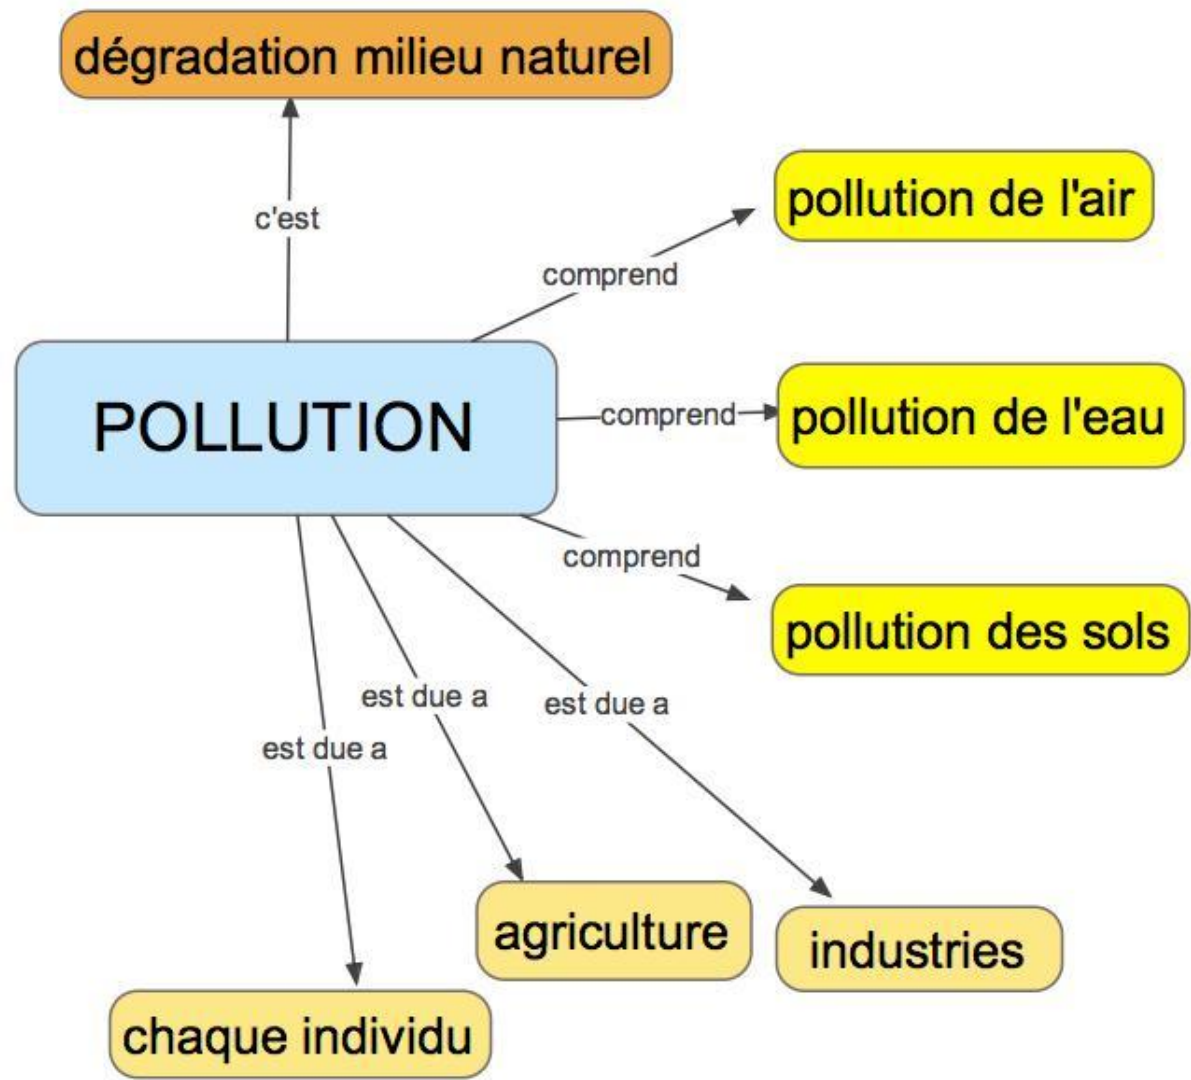 dégradation milieu naturel
c'est
pollution de l'air
comprend
POLLUTION
comprend
pollution de l'eau
comprend
pollution des sols
est due a
est due a
est due a
agriculture
industries
chaque individu